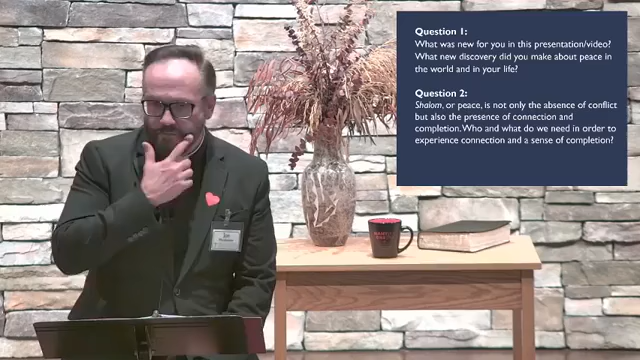 Question 1:
What was new for you in this presentation/video?
What new discovery did you make about peace in
the world and in your life?
Question 2:
Shalom, or peace, is not only the absence of conflict
but also the presence of connection and
completion. Who and what do we need in order to
experience connection and a sense of completion?